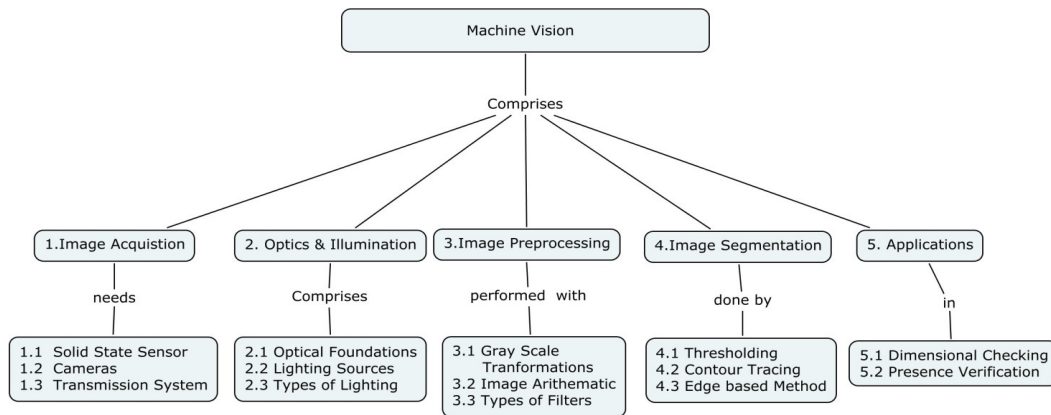 Machine Vision
Comprises
1.Image Acquistion
2. Optics & Illumination
3.Image Preprocessing
4.Image Segmentation
5. Applications
needs
Comprises
performed with
done by
in
1.1 Solid State Sensor
1.2 Cameras
1.3 Transmission System
2.1 Optical Foundations
2.2 Lighting Sources
2.3 Types of Lighting
3.1 Gray Scale
Tranformations
3.2 Image Arithematic
3.3 Types of Filters
4.1 Thresholding
4.2 Contour Tracing
4.3 Edge based Method
5.1 Dimensional Checking
5.2 Presence Verification